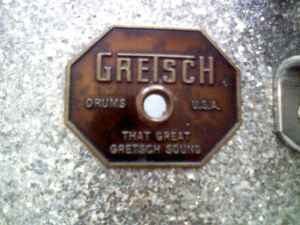 GRETSCH
DRUMS U.S.A.
THAT GREAT
GRETSCH SOUND